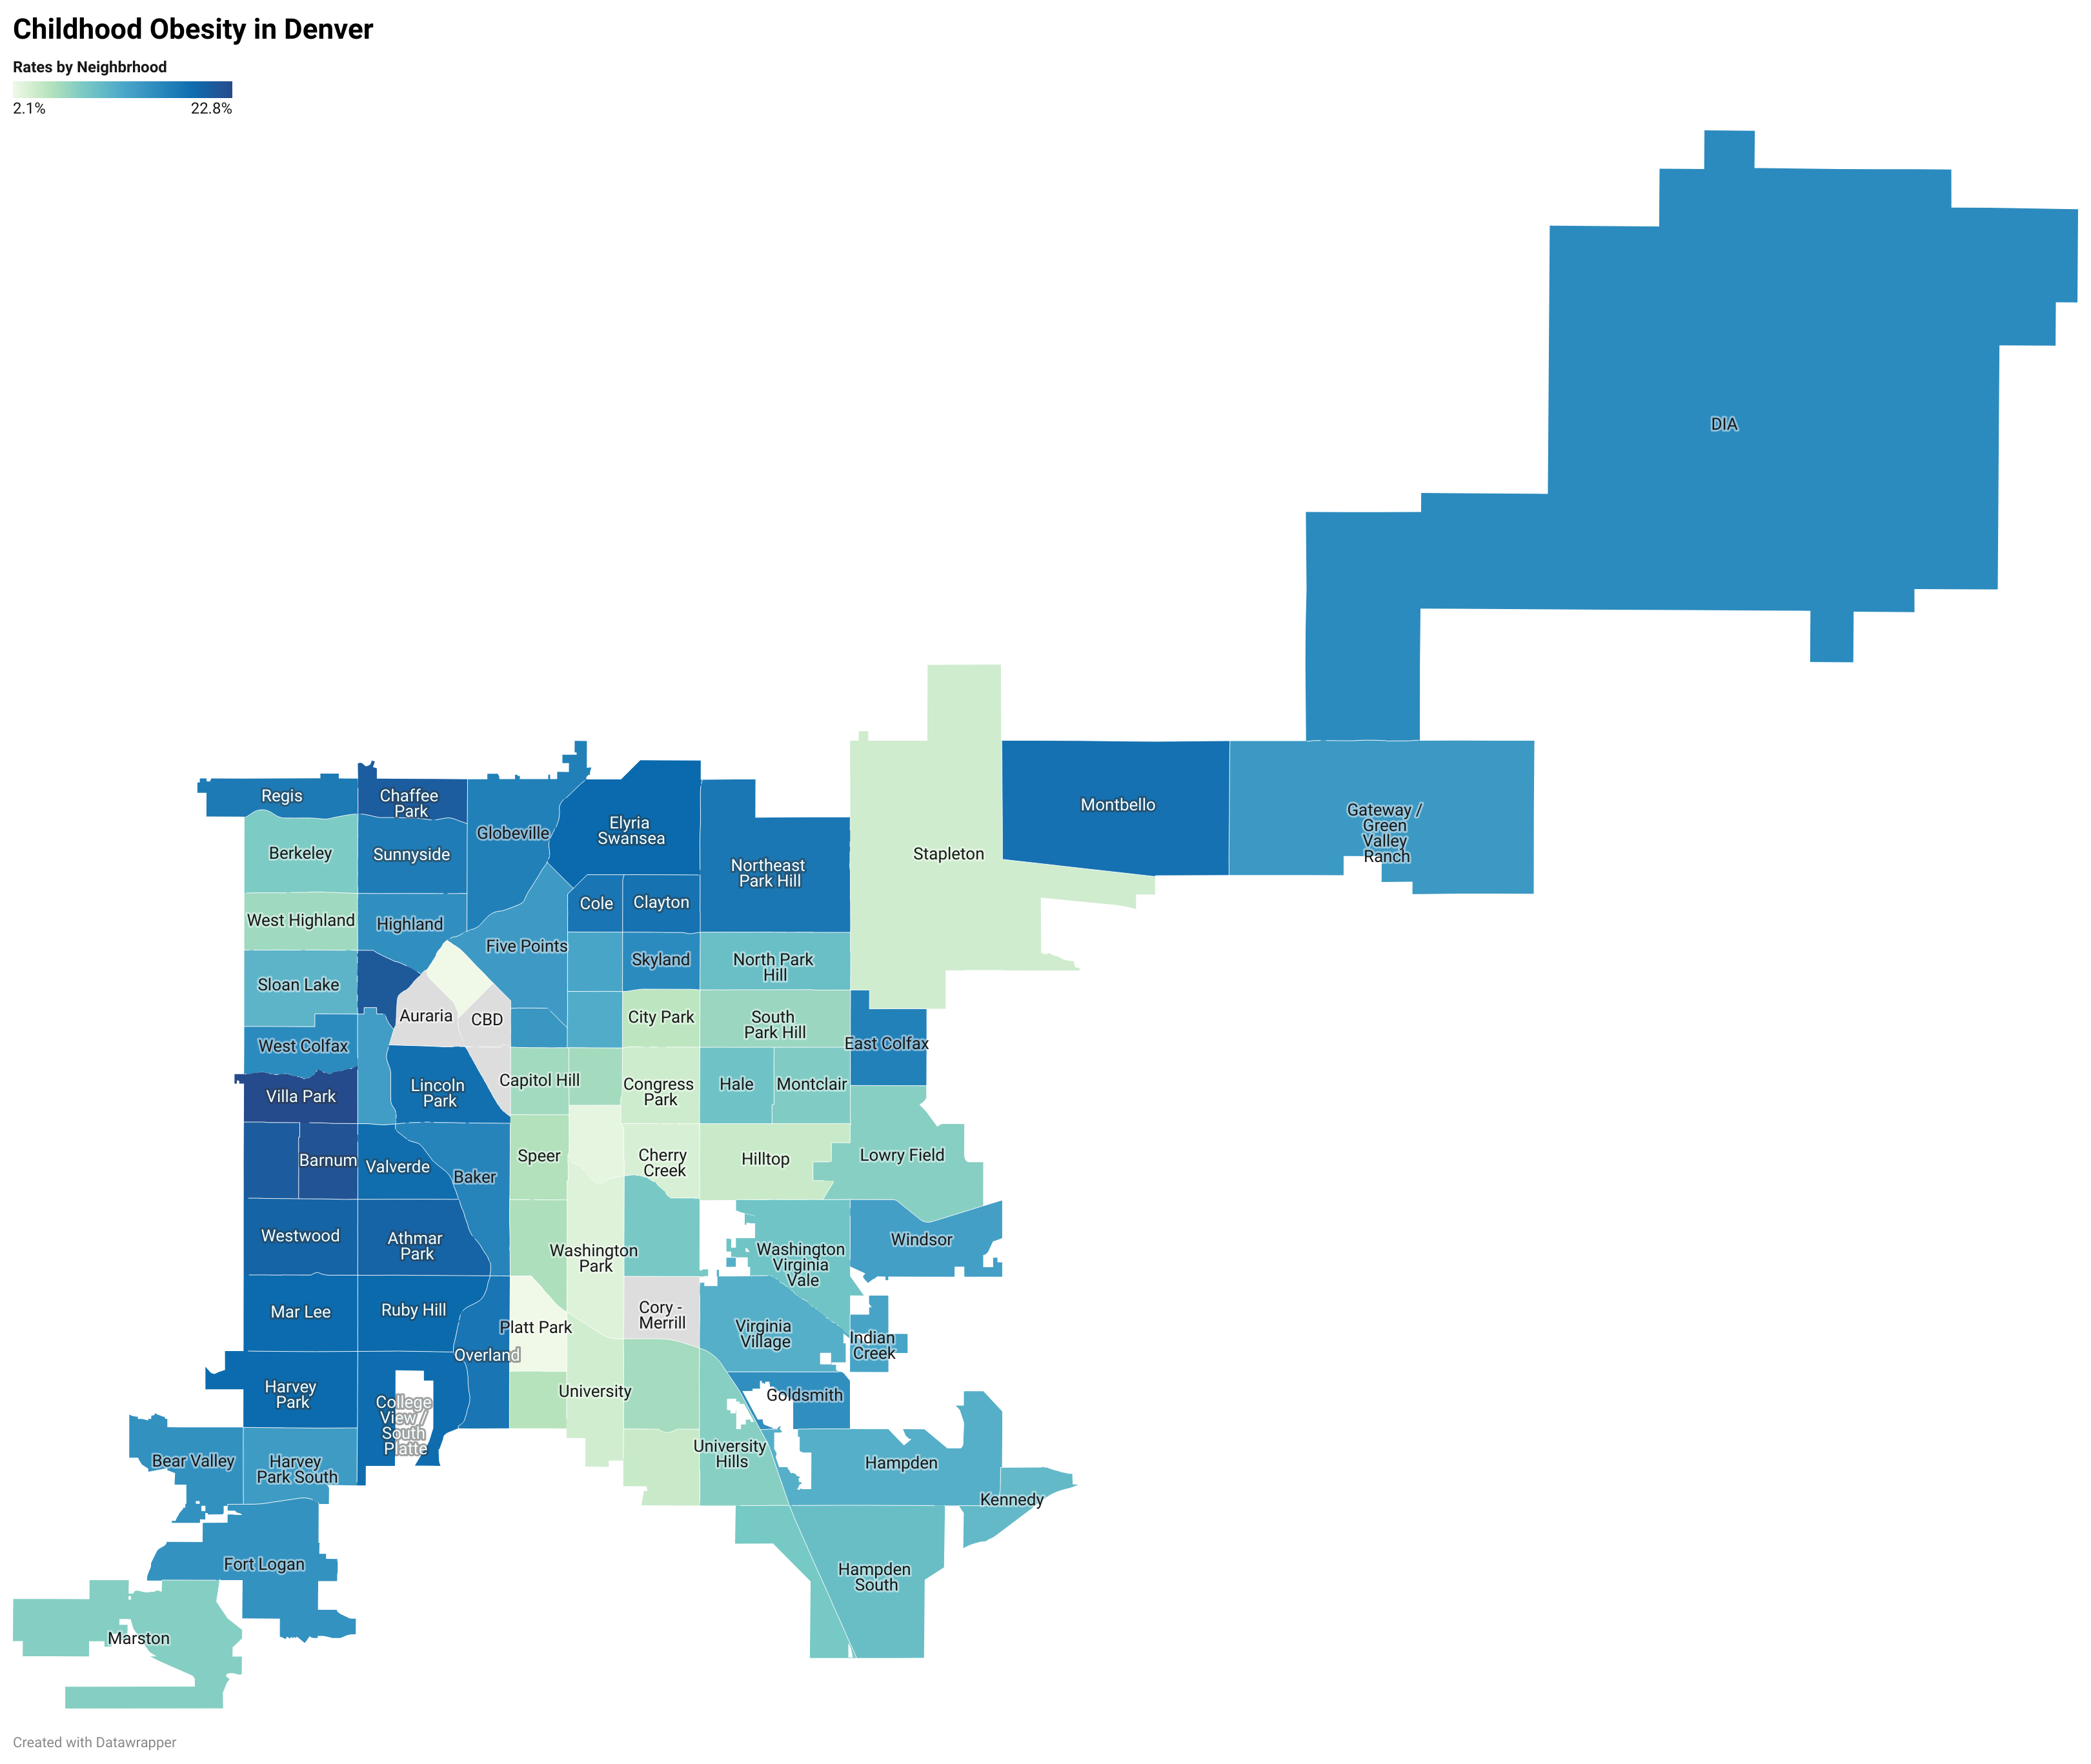 Childhood Obesity in Denver
Rates by Neighbrhood
2.1% 22.8%
DIA
Regis
Chaffee
Park
Globeville
Elyria
Swansea
Montbello
Gateway /
Green
Valley
Ranch
Berkeley
Sunnyside
Northeast
Park Hill
Stapleton
West Highland
Highland
Cole
Clayton
Five Points
Skyland
North Park
Hill
Sloan Lake
Auraria
CBD
City Park
South
Park Hill
East Colfax
West Colfax
Villa Park
Lincoln
Park
Capitol Hill
Congress
Park
Hale
Montclair
Barnum
Valverde
Baker
Speer
Cherry
Creek
Hilltop
Lowry Field
Westwood
Athmar
Park
Washington
Park
Washington
Virginia
Vale
Windsor
Mar Lee
Ruby Hill
Platt Park
Cory -
Merrill
Virginia
Village
Indian
Creek
Overland
Harvey
Park
College
View /
South
Platte
University
Goldsmith
Bear Valley
Harvey
Park South
University
Hills
Hampden
Kennedy
Fort Logan
Hampden
South
Marston
Created with Datawrapper